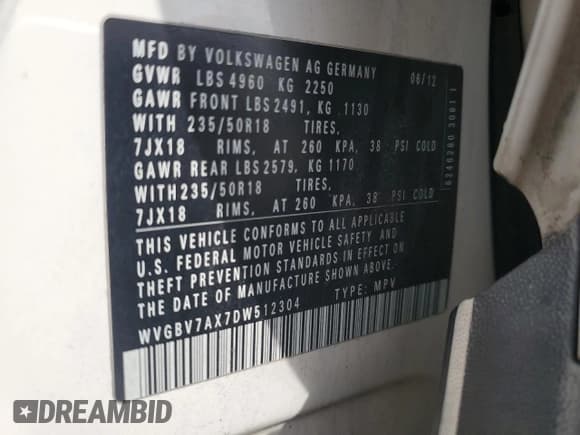 MFD BY VOLKSWAGEN AG GERMANY 06/12
GVWR LBS 4960 KG 2250
GAWR FRONT LBS 2491, KG 1130
WITH 235/50R18 TIRES,
7JX18 RIMS, AT 260 KPA, 38 PSI COLD
GAWR REAR LBS 2579, KG 1170
WITH 235/50R18 TIRES,
7JX18 RIMS, AT 260 KPA, 38 PSI COLD
THIS VEHICLE CONFORMS TO ALL APPLICABLE
U.S. FEDERAL MOTOR VEHICLE SAFETY AND
THEFT PREVENTION STANDARDS IN EFFECT ON
DATE OF MANUFACTURE SHOWN ABOVE.
WVGBV7AX7DW512304 TYPE: MPV
DREAMBID